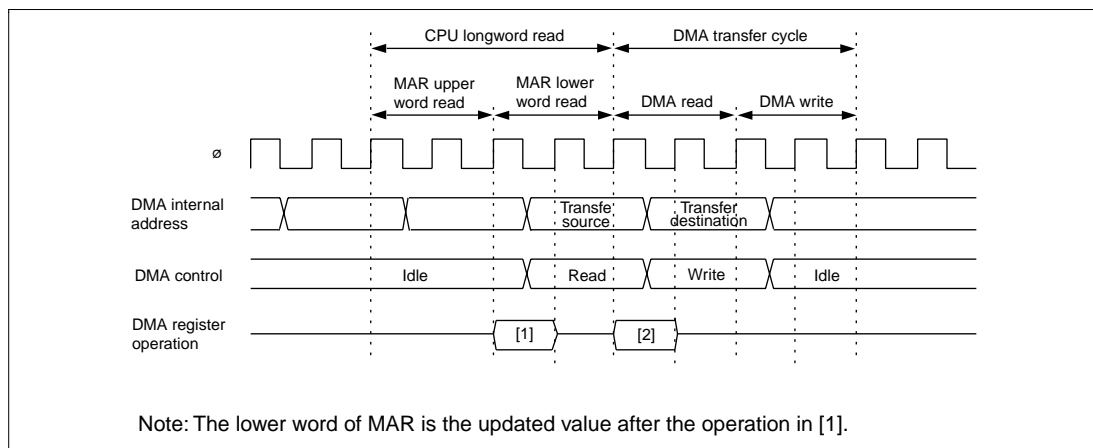 CPU longword read DMA transfer cycle
MAR upper MAR lower
word read word read DMA read DMA write
ø
DMA internal
address
Transfe Transfer
source destination
DMA control Idle Read Write Idle
DMA register
operation
[1] [2]
Note: The lower word of MAR is the updated value after the operation in [1].